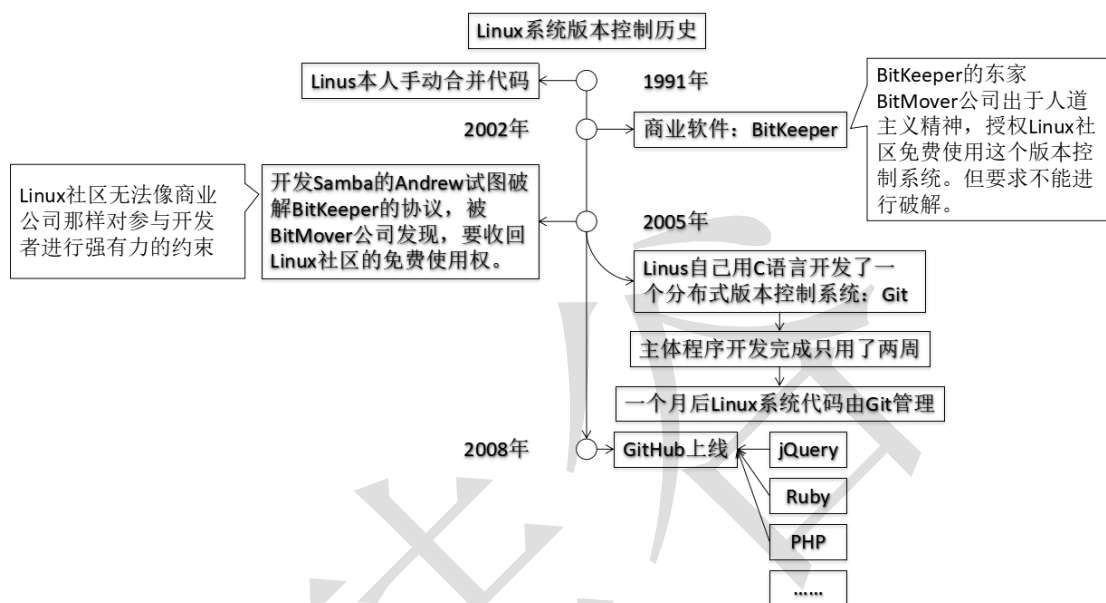 Linux系统版本控制历史
Linus本人手动合并代码
1991年
2002年
商业软件：BitKeeper
BitKeeper的东家
BitMover公司出于人道
主义精神，授权Linux社
区免费使用这个版本控
制系统。但要求不能进
行破解。
Linux社区无法像商业
公司那样对参与开发
者进行强有力的约束
开发Samba的Andrew试图破
解BitKeeper的协议，被
BitMover公司发现，要收回
Linux社区的免费使用权。
2005年
Linus自己用C语言开发了一
个分布式版本控制系统：Git
主体程序开发完成只用了两周
一个月后Linux系统代码由Git管理
2008年
GitHub上线
jQuery
Ruby
PHP
……